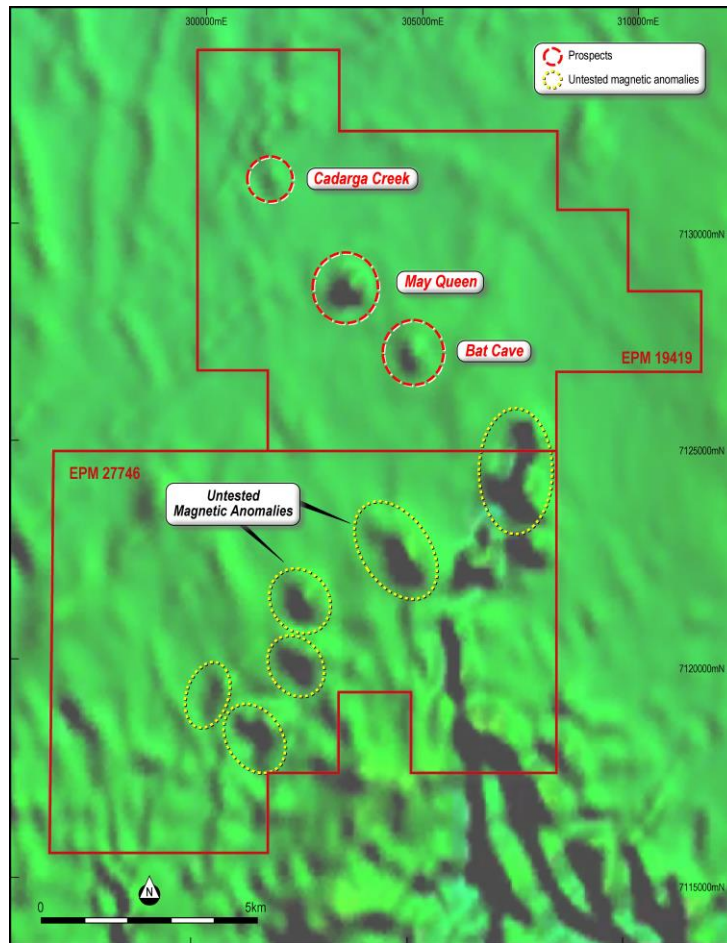 300000mE
305000mE
310000mE
Prospects
Untested magnetic anomalies
Cadarga Creek
7130000mN
May Queen
Bat Cave
EPM 19419
7125000mN
EPM 27746
Untested
Magnetic Anomalies
7120000mN
7115000mN
N
0
5km